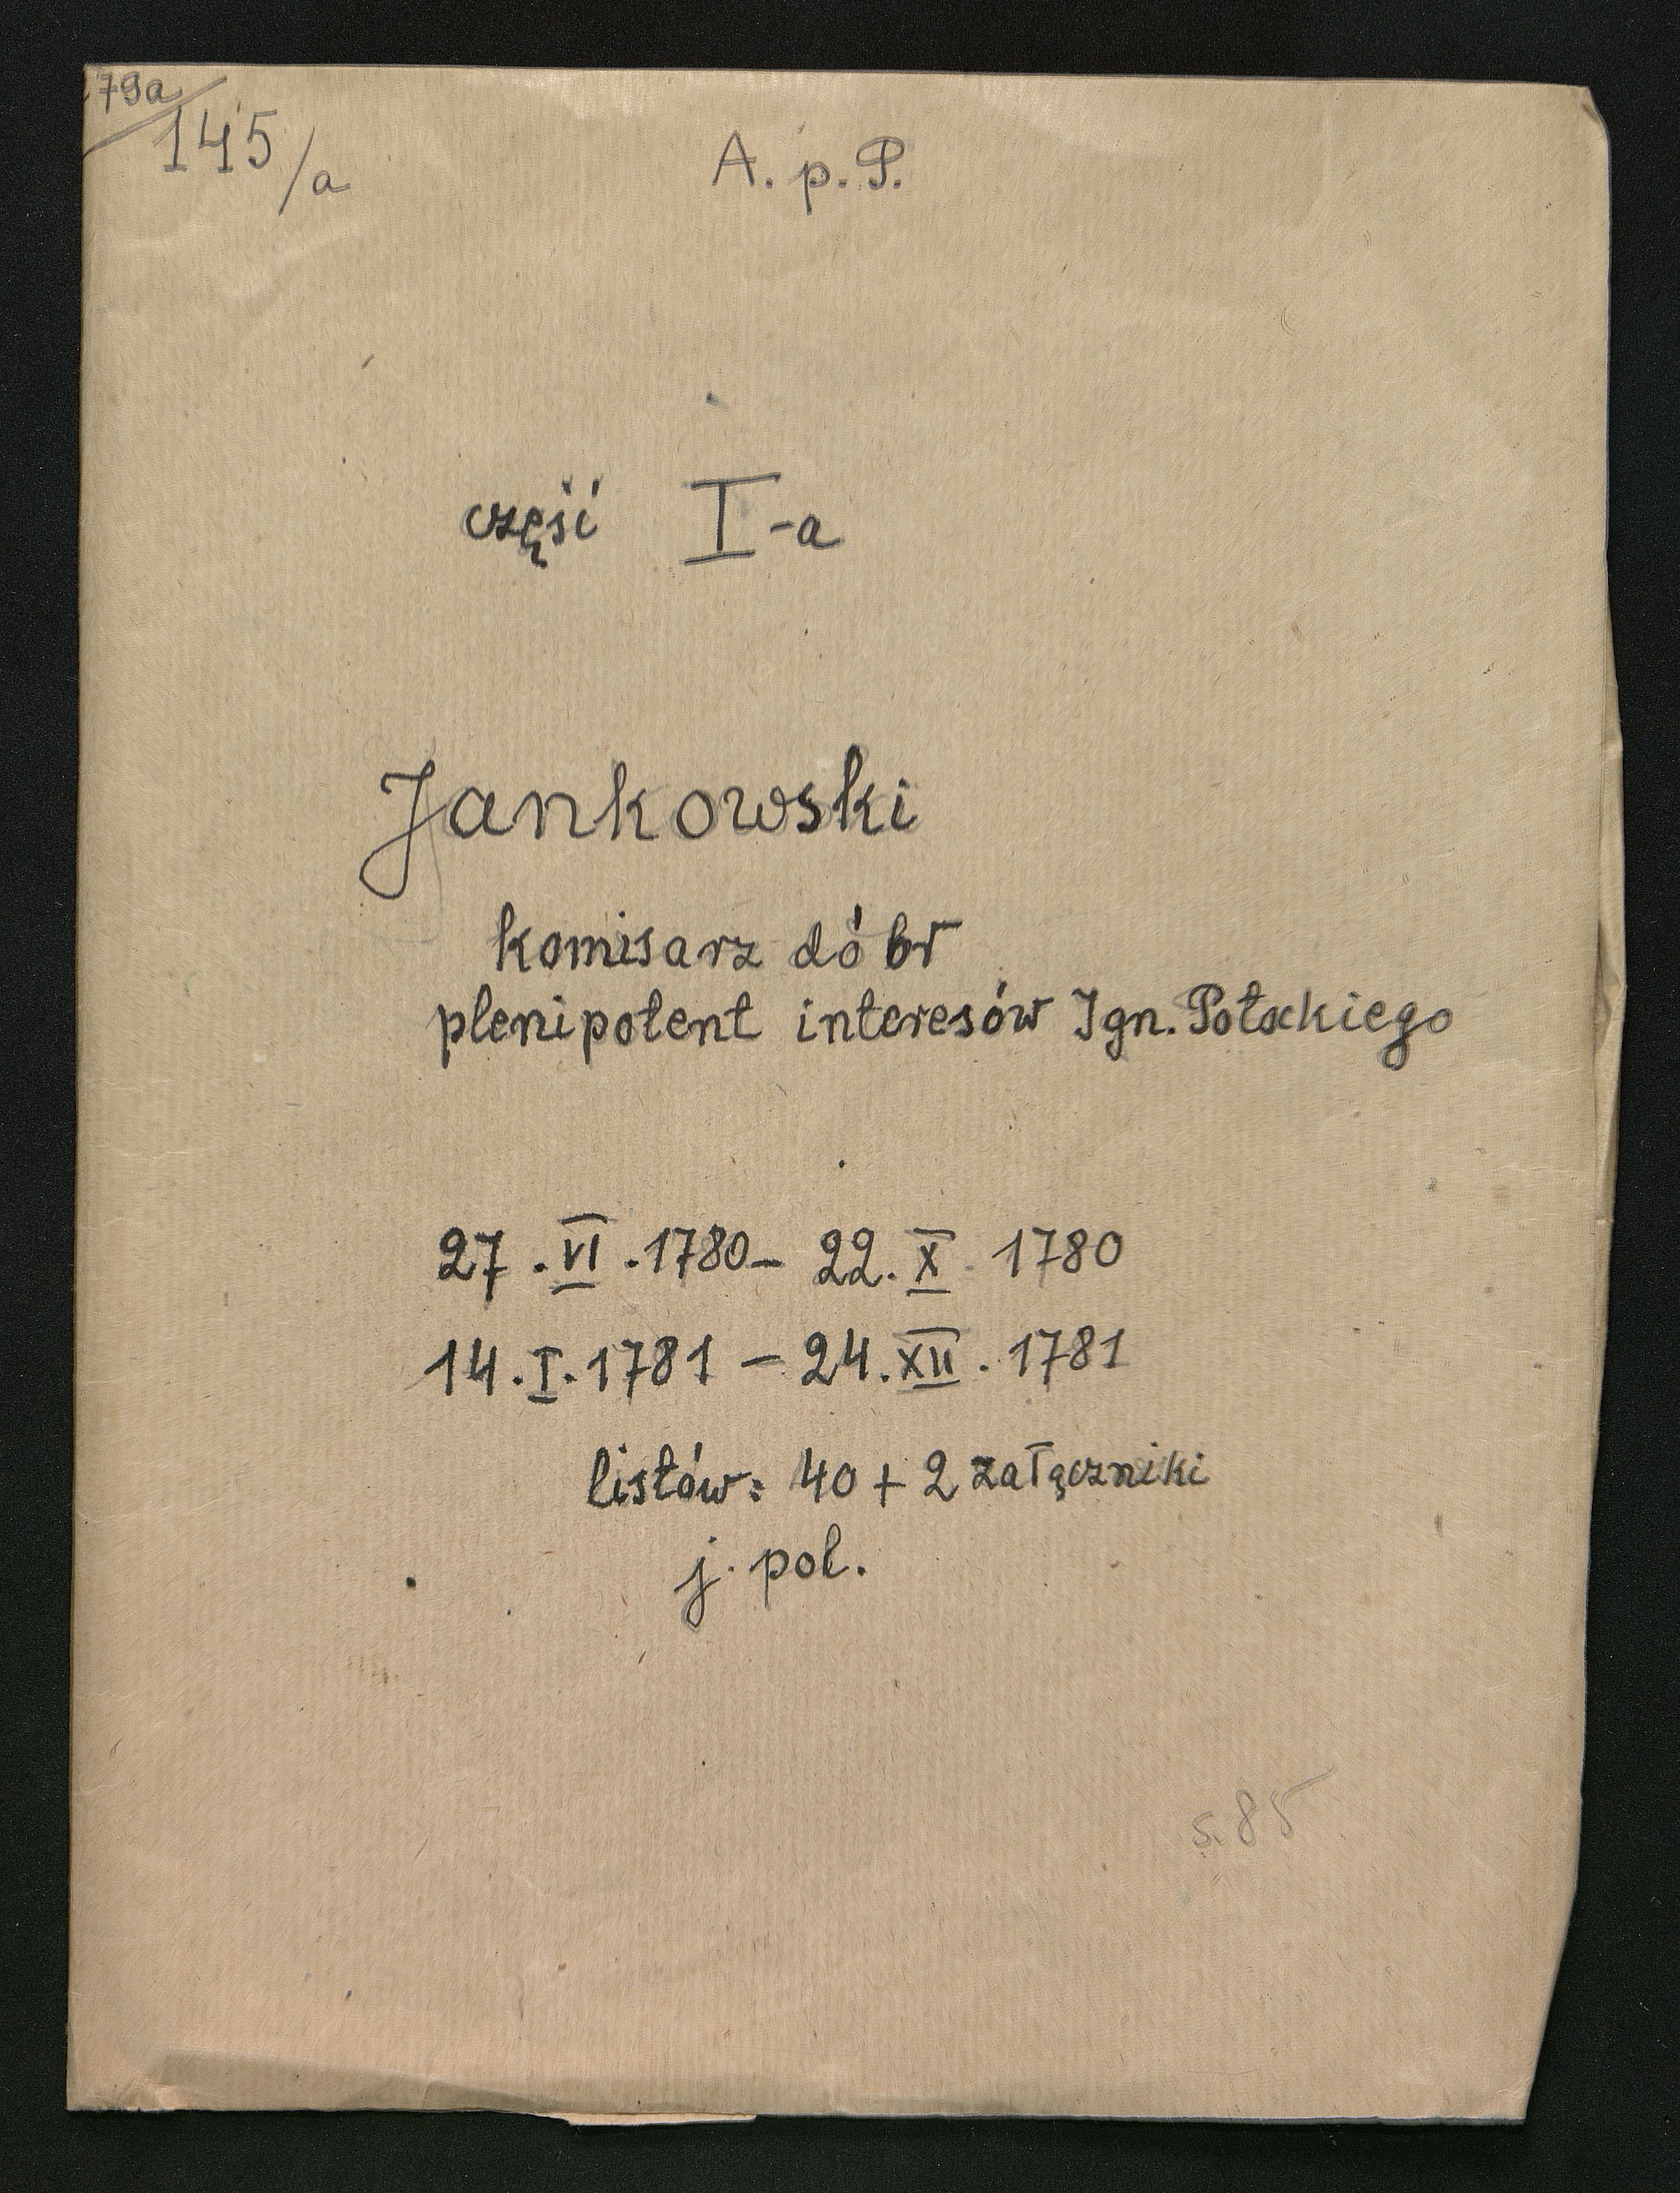 79a
145/a
A. p. P.
część I-a
Jankowski
komisarz dóbr
plenipotent interesów Ign. Potockiego
27.VI.1780 - 22.X.1780
14.I.1781 - 24.XII.1781
listów: 40 + 2 załączniki
j. pol.
s. 85